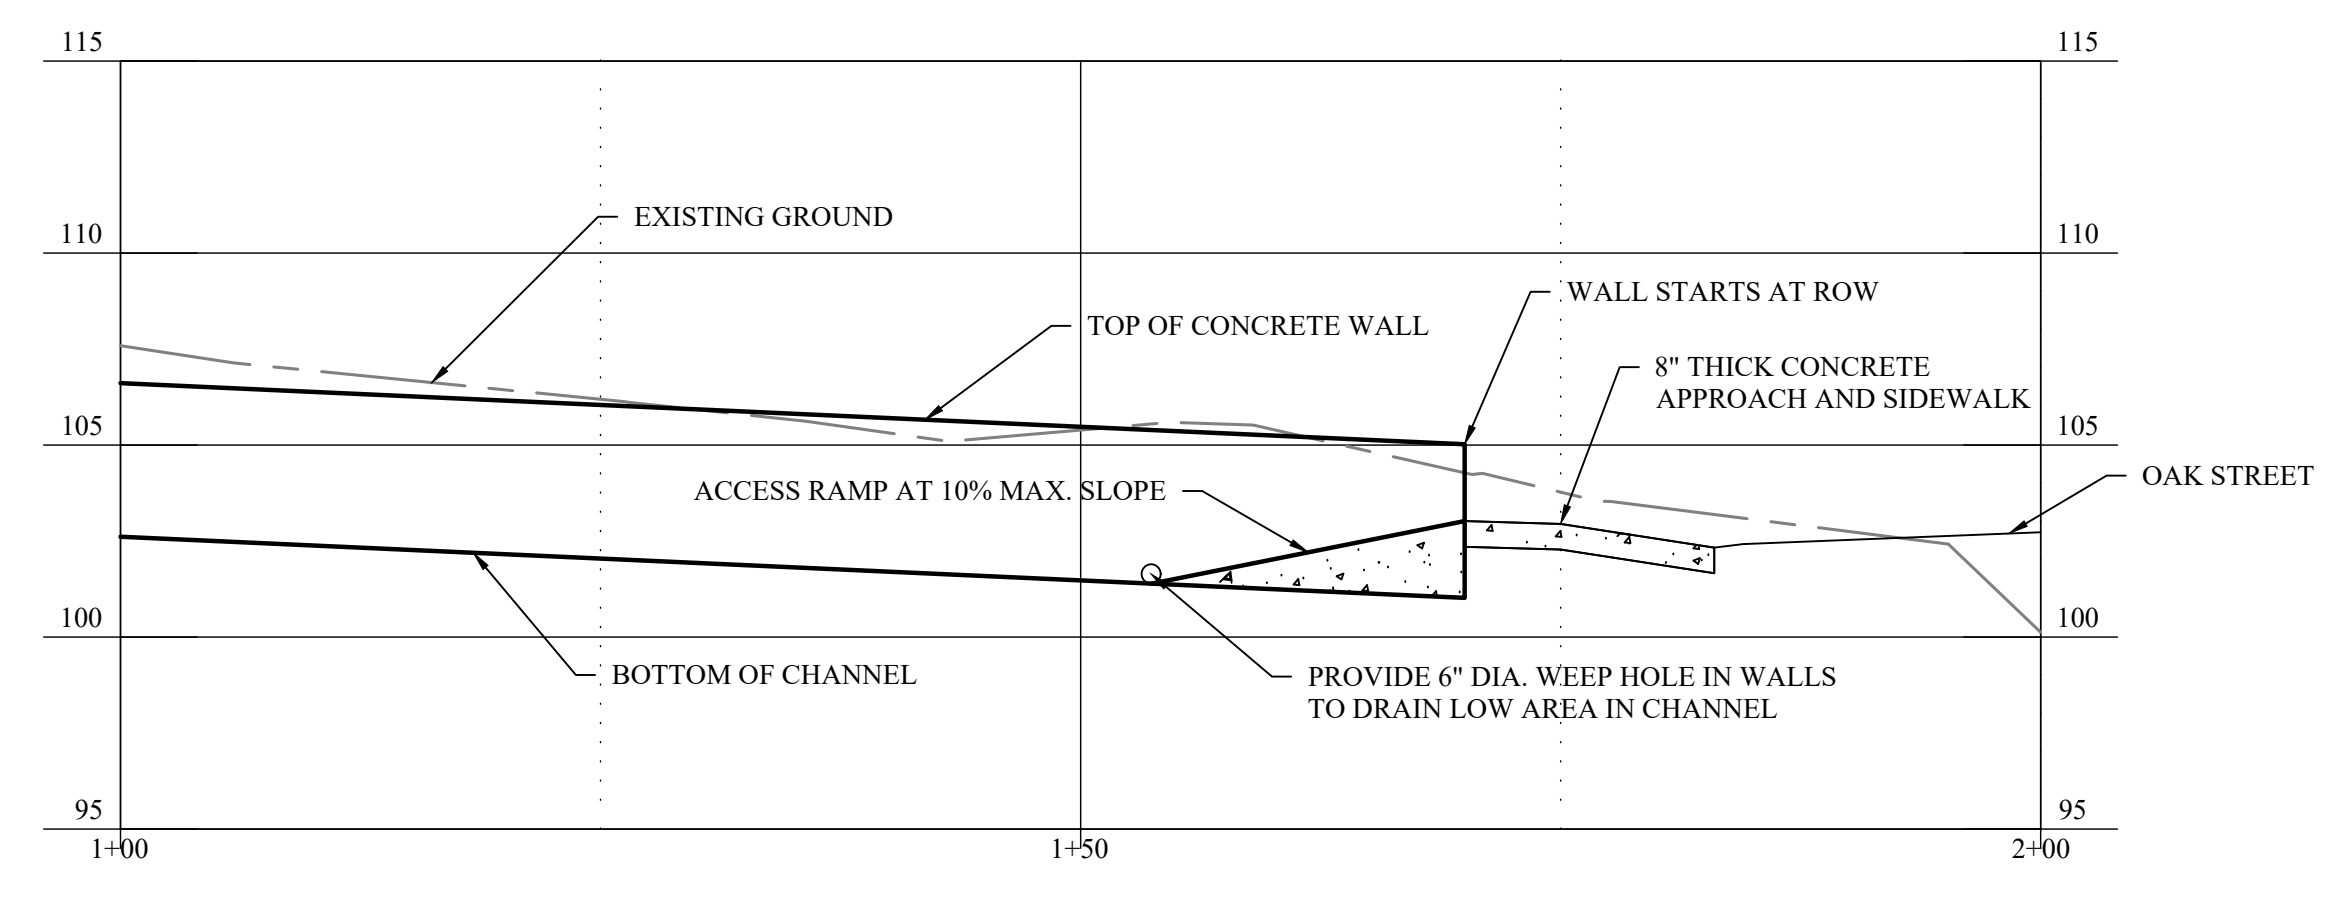 115
115
EXISTING GROUND
110
110
WALL STARTS AT ROW
TOP OF CONCRETE WALL
8" THICK CONCRETE
APPROACH AND SIDEWALK
105
105
OAK STREET
ACCESS RAMP AT 10% MAX. SLOPE
100
100
BOTTOM OF CHANNEL
PROVIDE 6" DIA. WEEP HOLE IN WALLS
TO DRAIN LOW AREA IN CHANNEL
95
95
1+00
1+50
2+00